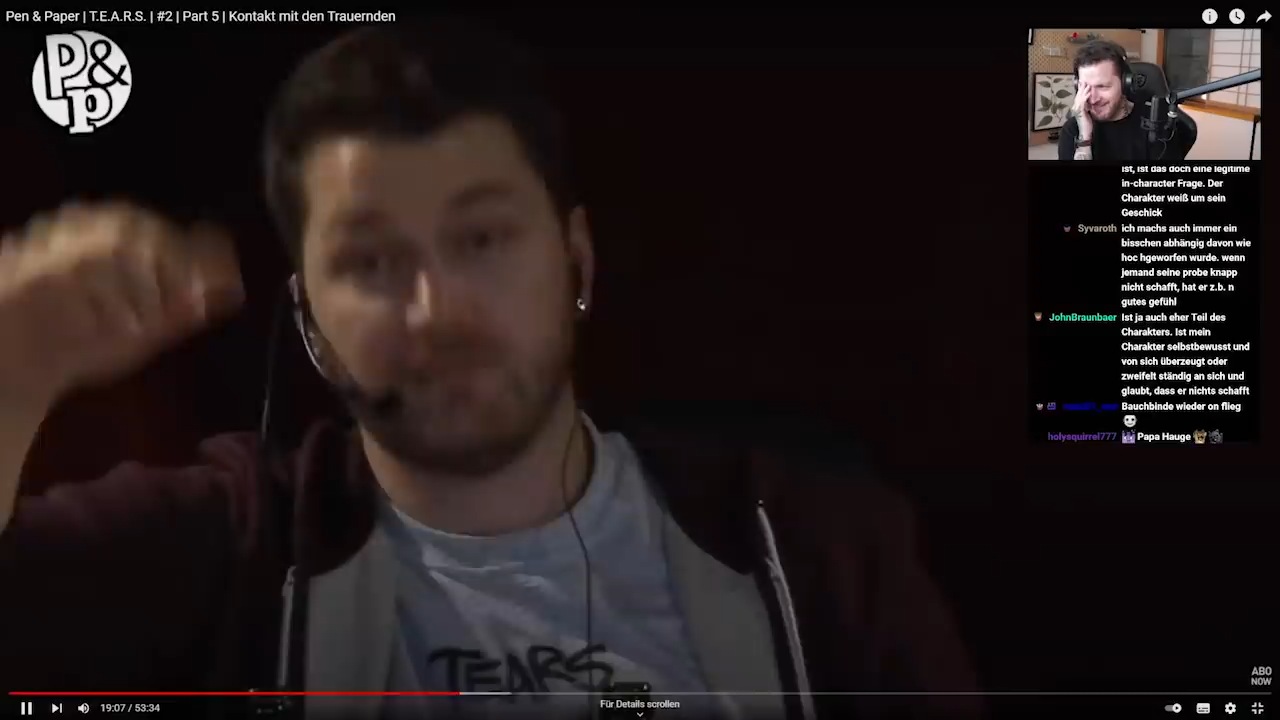 Pen & Paper | T.E.A.R.S. | #2 | Part 5 | Kontakt mit den Trauernden
P&P
ist, ist das doch eine legitime
in-character Frage. Der
Charakter weiß um sein
Geschick
Syvaroth ich machs auch immer ein
bisschen abhängig davon wie
hoch hgeworfen wurde. wenn
jemand seine probe knapp
nicht schafft, hat er z.b. n
gutes gefühl
JohnBraunbaer Ist ja auch eher Teil des
Charakters. Ist mein
Charakter selbstbewusst und
von sich überzeugt oder
zweifelt ständig an sich und
glaubt, dass er nichts schafft
Bauchbinde wieder on flieg
holysquirrel777 Papa Hauge
TEARS
ABO
NOW
19:07 / 53:34
Für Details scrollen